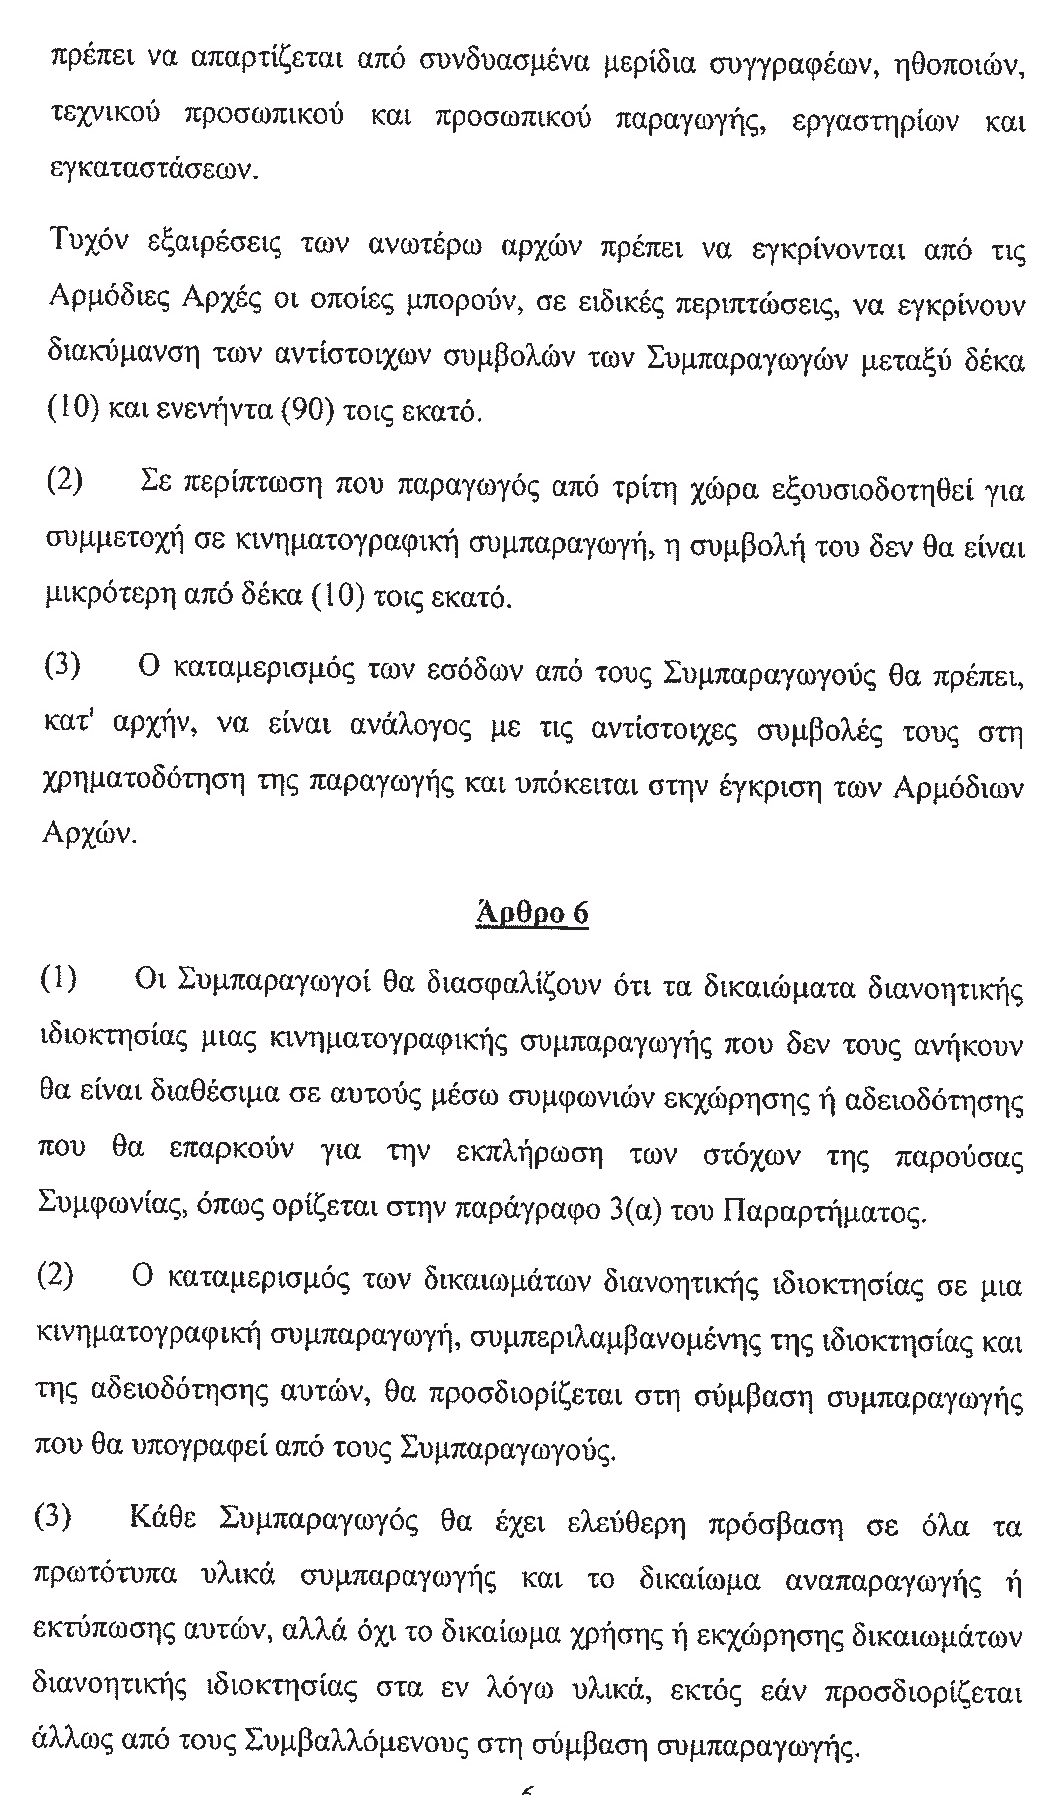 πρέπει να απαρτίζεται από συνδυασμένα μερίδια συγγραφέων, ηθοποιών,
τεχνικού προσωπικού και προσωπικού παραγωγής, εργαστηρίων και
εγκαταστάσεων.
Τυχόν εξαιρέσεις των ανωτέρω αρχών πρέπει να εγκρίνονται από τις
Αρμόδιες Αρχές οι οποίες μπορούν, σε ειδικές περιπτώσεις, να εγκρίνουν
διακύμανση των αντίστοιχων συμβολών των Συμπαραγωγών μεταξύ δέκα
(10) και ενενήντα (90) τοις εκατό.
(2) Σε περίπτωση που παραγωγός από τρίτη χώρα εξουσιοδοτηθεί για
συμμετοχή σε κινηματογραφική συμπαραγωγή, η συμβολή του δεν θα είναι
μικρότερη από δέκα (10) τοις εκατό.
(3) Ο καταμερισμός των εσόδων από τους Συμπαραγωγούς θα πρέπει,
κατ' αρχήν, να είναι ανάλογος με τις αντίστοιχες συμβολές τους στη
χρηματοδότηση της παραγωγής και υπόκειται στην έγκριση των Αρμόδιων
Αρχών.
Άρθρο 6
(1) Οι Συμπαραγωγοί θα διασφαλίζουν ότι τα δικαιώματα διανοητικής
ιδιοκτησίας μιας κινηματογραφικής συμπαραγωγής που δεν τους ανήκουν
θα είναι διαθέσιμα σε αυτούς μέσω συμφωνιών εκχώρησης ή αδειοδότησης
που θα επαρκούν για την εκπλήρωση των στόχων της παρούσας
Συμφωνίας, όπως ορίζεται στην παράγραφο 3(α) του Παραρτήματος.
(2) Ο καταμερισμός των δικαιωμάτων διανοητικής ιδιοκτησίας σε μια
κινηματογραφική συμπαραγωγή, συμπεριλαμβανομένης της ιδιοκτησίας και
της αδειοδότησης αυτών, θα προσδιορίζεται στη σύμβαση συμπαραγωγής
που θα υπογραφεί από τους Συμπαραγωγούς.
(3) Κάθε Συμπαραγωγός θα έχει ελεύθερη πρόσβαση σε όλα τα
πρωτότυπα υλικά συμπαραγωγής και το δικαίωμα αναπαραγωγής ή
εκτύπωσης αυτών, αλλά όχι το δικαίωμα χρήσης ή εκχώρησης δικαιωμάτων
διανοητικής ιδιοκτησίας στα εν λόγω υλικά, εκτός εάν προσδιορίζεται
άλλως από τους Συμβαλλόμενους στη σύμβαση συμπαραγωγής.